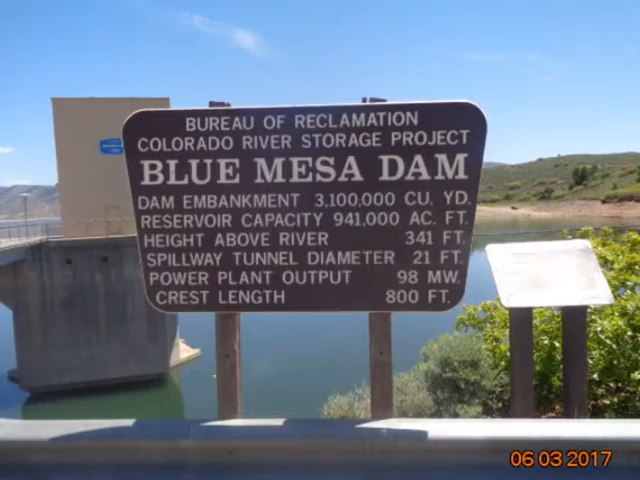 BUREAU OF RECLAMATION
COLORADO RIVER STORAGE PROJECT
BLUE MESA DAM
DAM EMBANKMENT 3,100,000 CU. YD.
RESERVOIR CAPACITY 941,000 AC. FT.
HEIGHT ABOVE RIVER 341 FT.
SPILLWAY TUNNEL DIAMETER 21 FT.
POWER PLANT OUTPUT 98 MW.
CREST LENGTH 800 FT.
06 03 2017